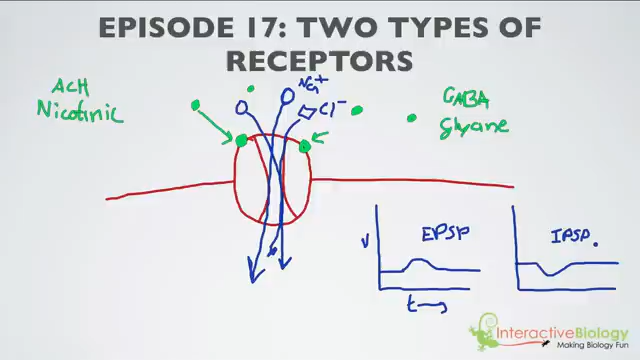 EPISODE 17: TWO TYPES OF
RECEPTORS
ACH
Nicotinic
Na+
Cl-
GABA
Glycine
V
EPSP
t
IPSP.
InteractiveBiology
Making Biology Fun